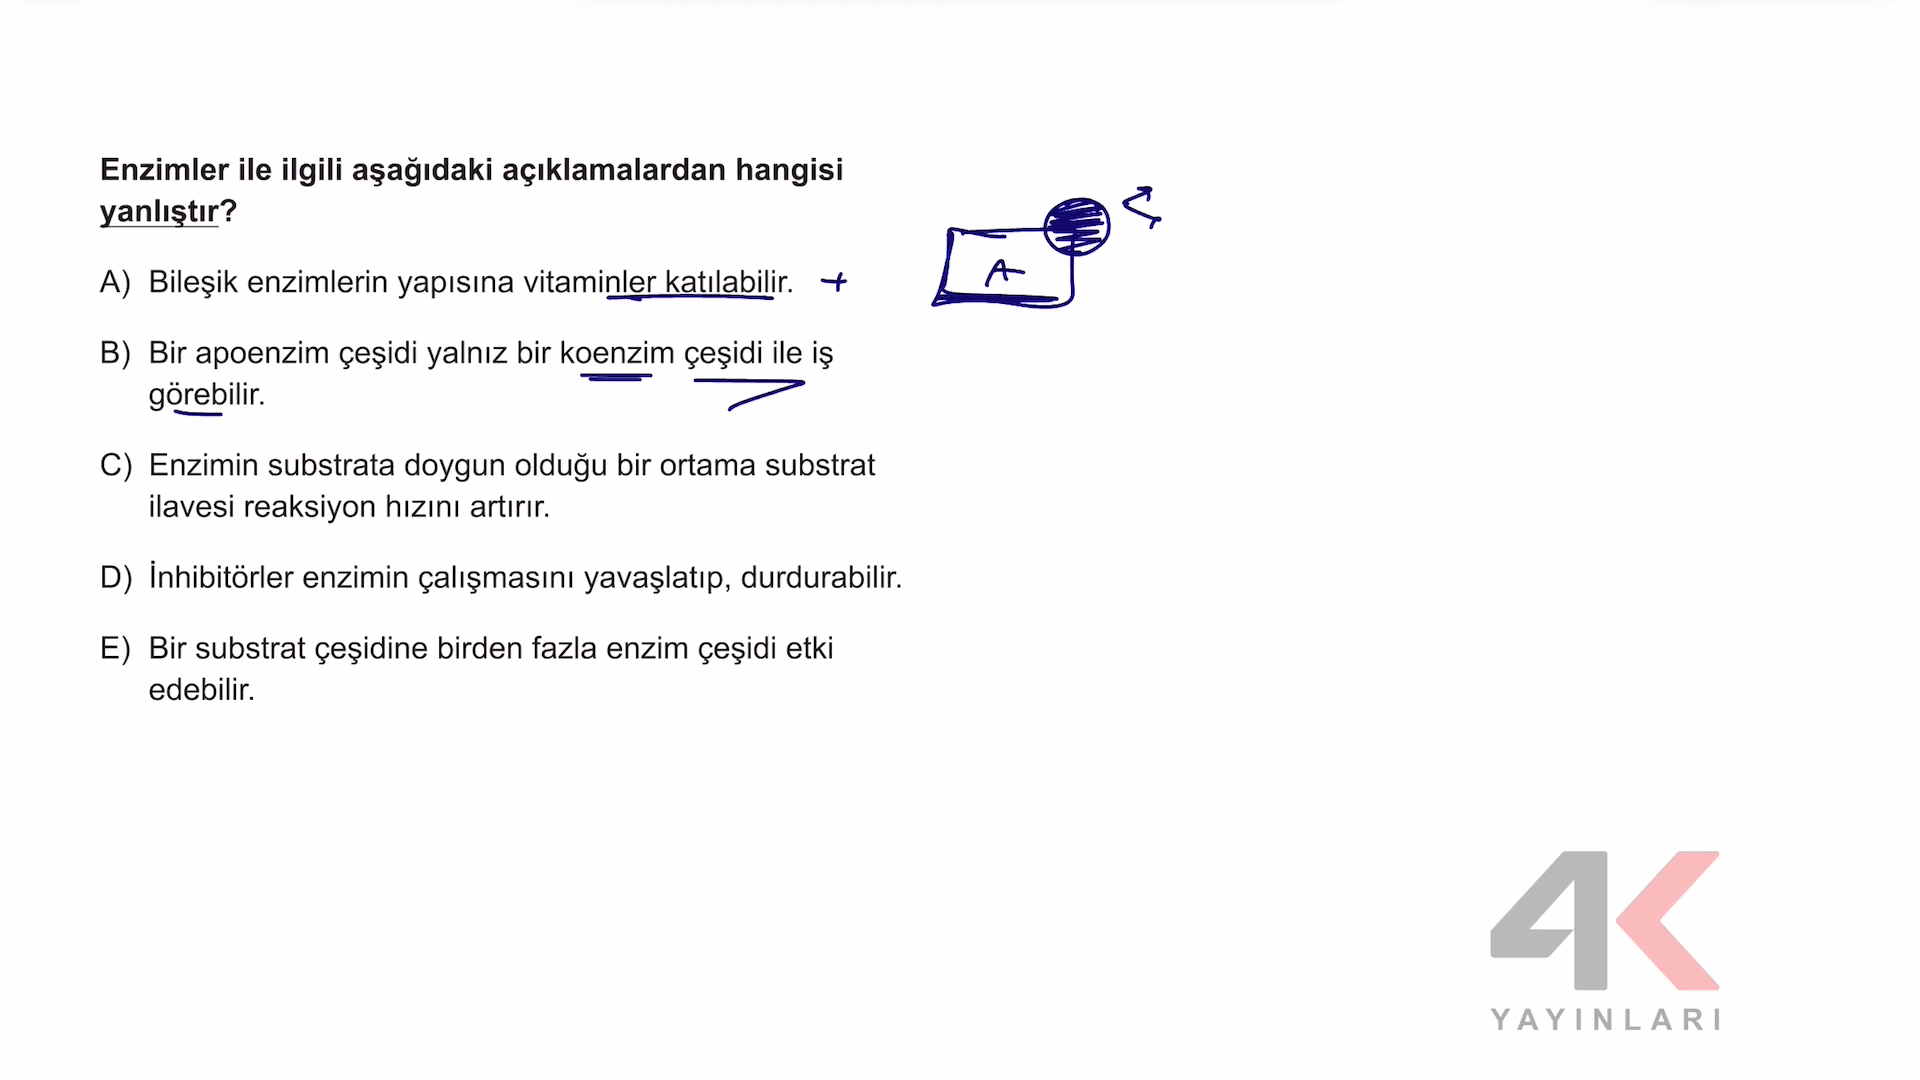 Enzimler ile ilgili aşağıdaki açıklamalardan hangisi
yanlıştır?
A) Bileşik enzimlerin yapısına vitaminler katılabilir. +
B) Bir apoenzim çeşidi yalnız bir koenzim çeşidi ile iş
görebilir.
C) Enzimin substrata doygun olduğu bir ortama substrat
ilavesi reaksiyon hızını artırır.
D) İnhibitörler enzimin çalışmasını yavaşlatıp, durdurabilir.
E) Bir substrat çeşidine birden fazla enzim çeşidi etki
edebilir.
A
4K
YAYINLARI